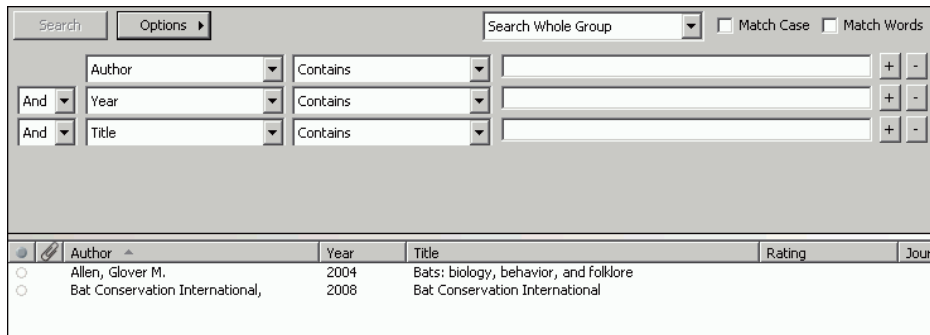 Search Options Search Whole Group Match Case Match Words
Author Contains + -
And Year Contains + -
And Title Contains + -
Author Year Title Rating Jour
Allen, Glover M. 2004 Bats: biology, behavior, and folklore
Bat Conservation International, 2008 Bat Conservation International